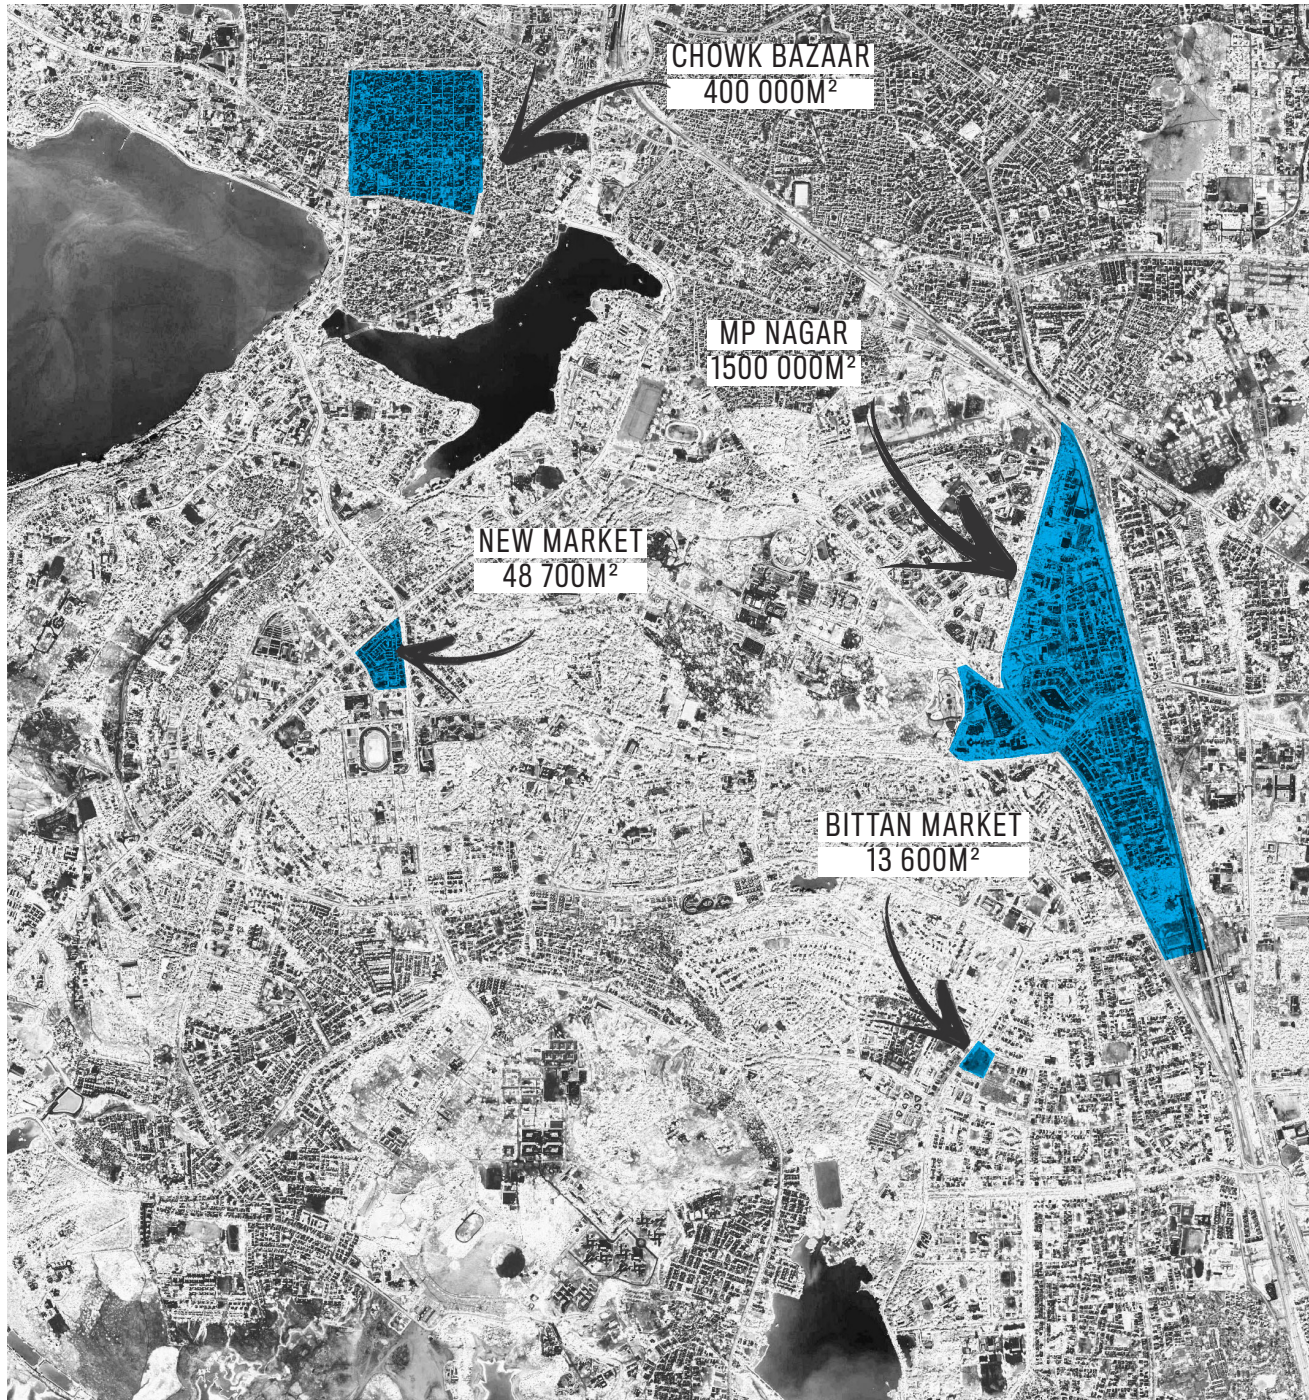 CHOWK BAZAAR
400 000M²
MP NAGAR
1500 000M²
NEW MARKET
48 700M²
BITTAN MARKET
13 600M²